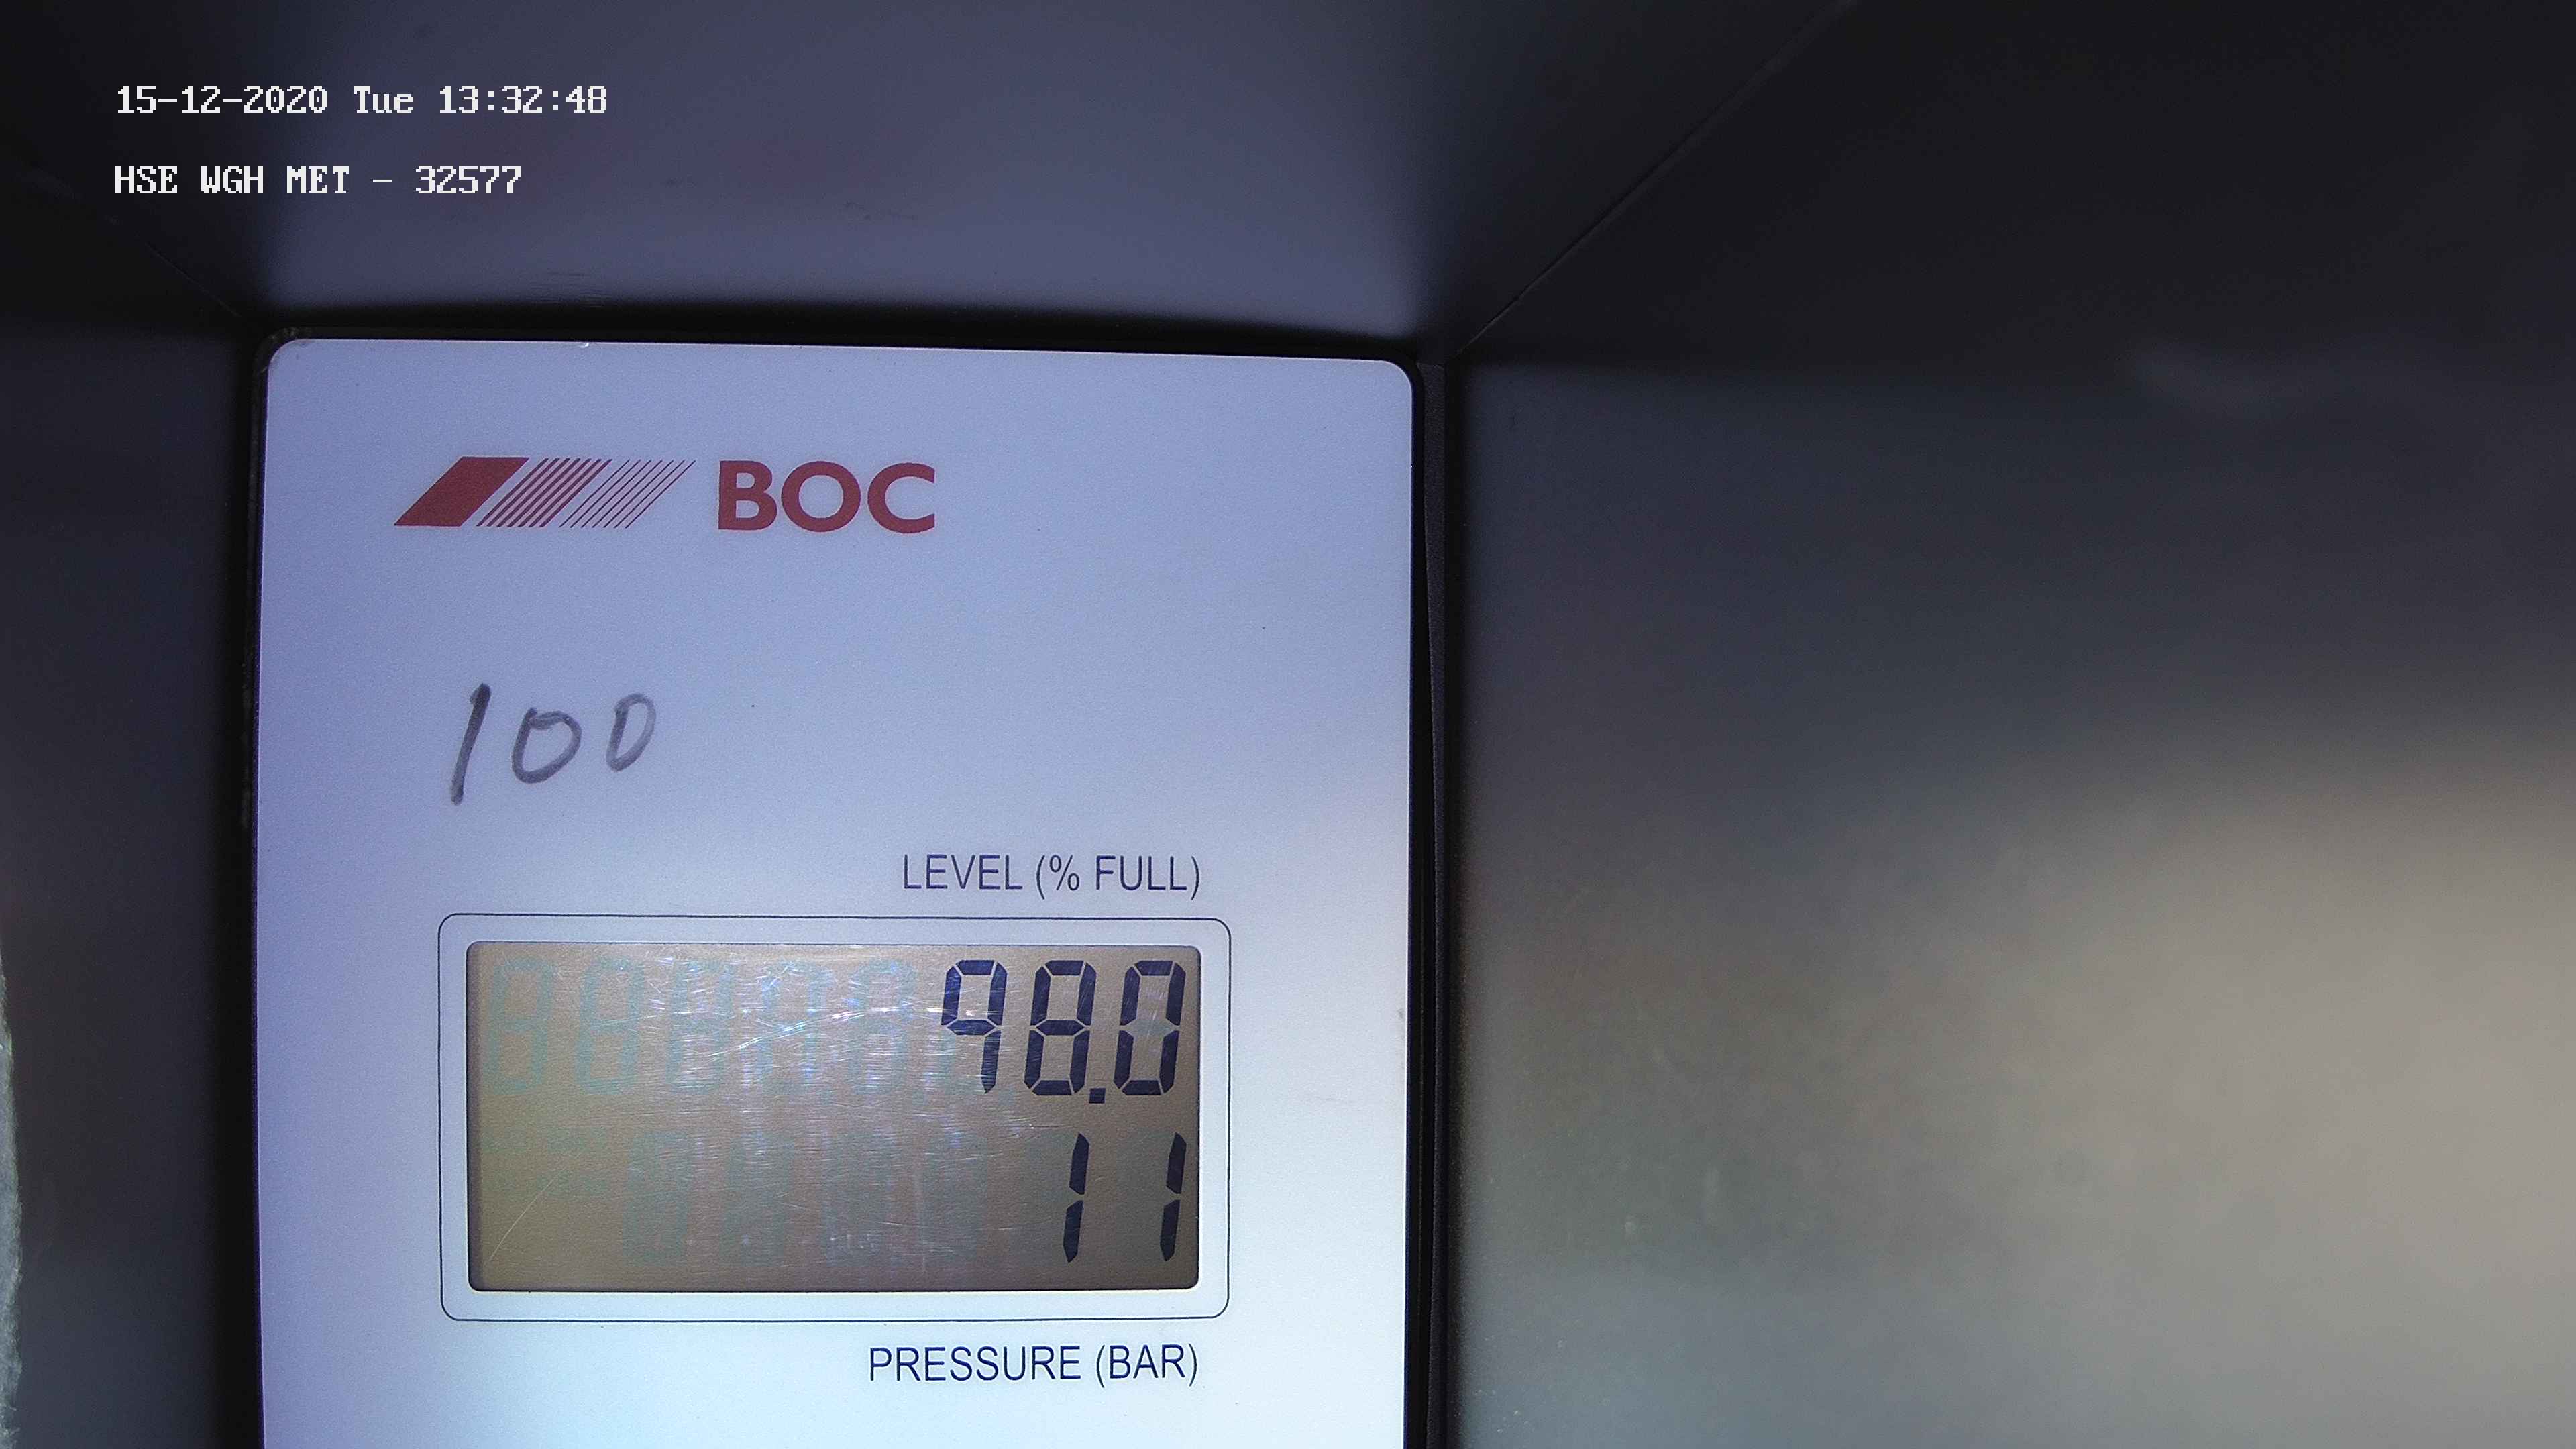 15-12-2020 Tue 13:32:48
HSE WGH MET - 32577
BOC
100
LEVEL (% FULL)
98.0
11
PRESSURE (BAR)